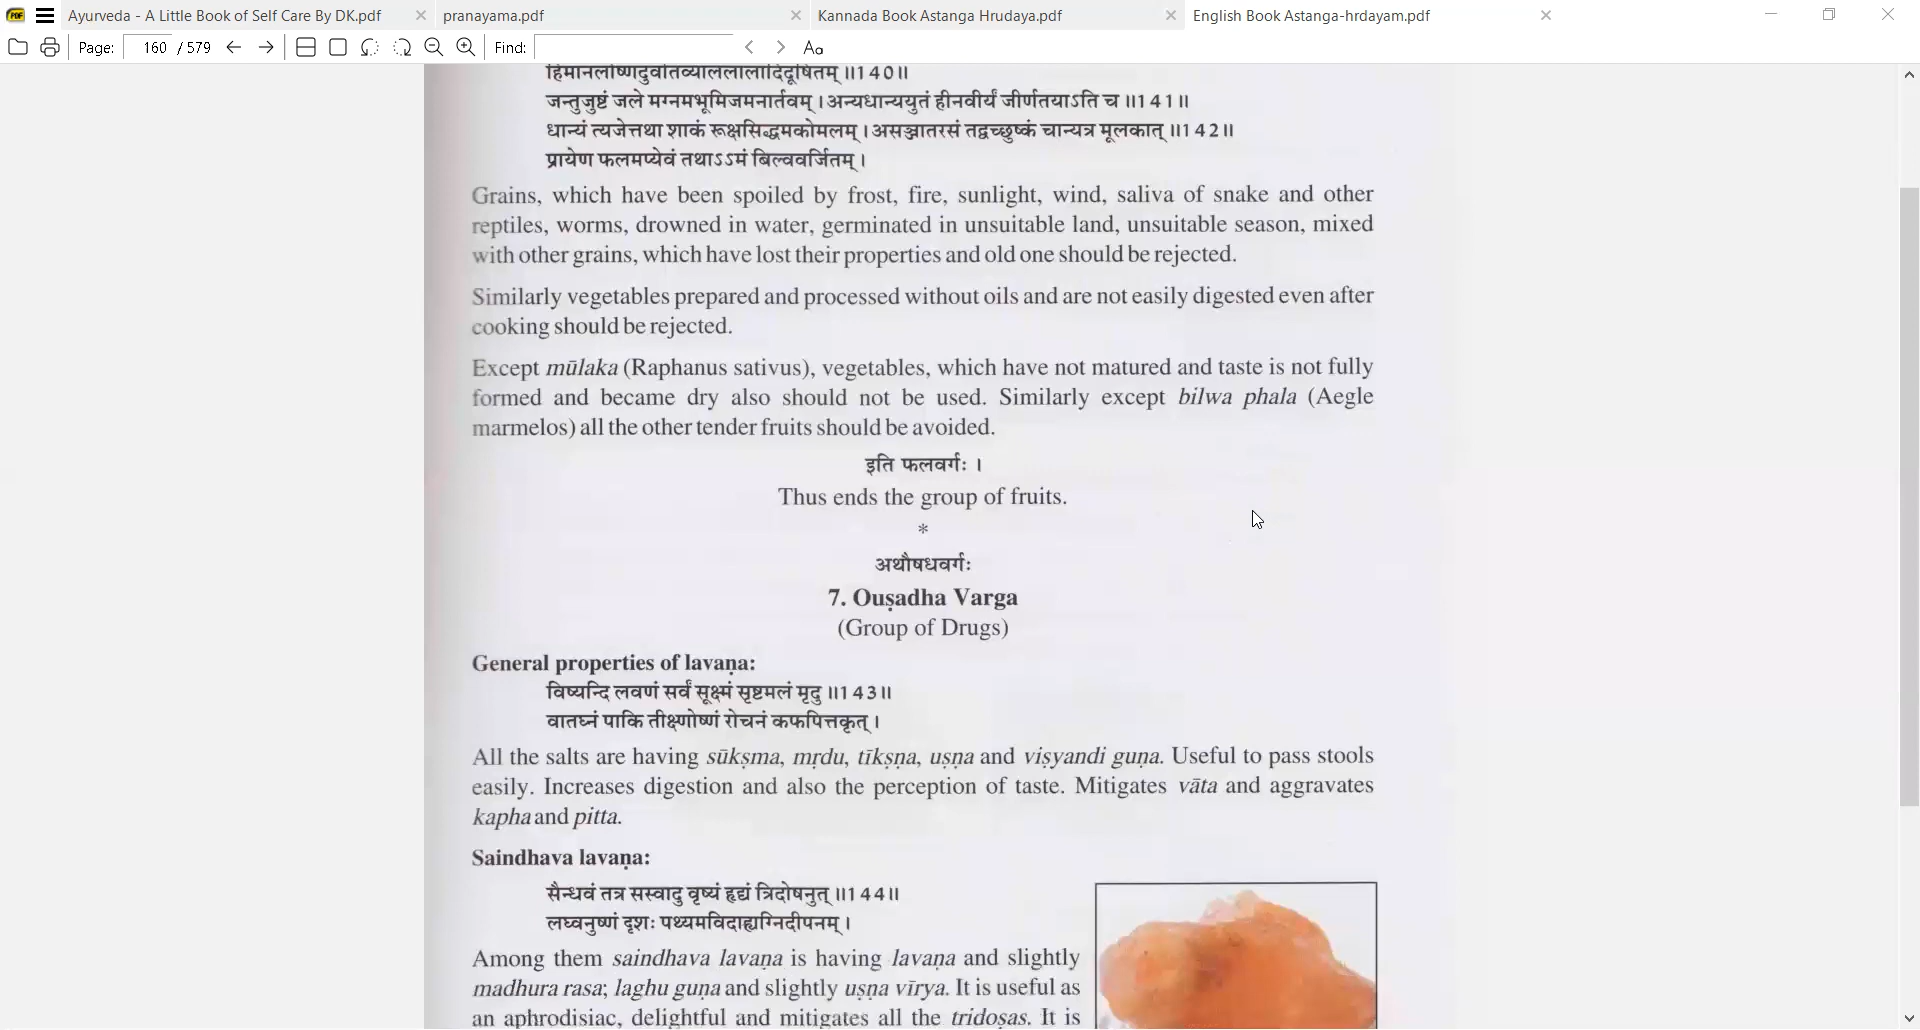 Ayurveda - A Little Book of Self Care By DK.pdf
pranayama.pdf
Kannada Book Astanga Hrudaya.pdf
English Book Astanga-hrdayam.pdf
Page: 160 / 579
Find:
हिमानलोष्णदुर्वातव्याललालादिदूषितम् ॥140॥
जन्तुजुष्टं जले मग्नमभूमिजमनार्तवम् । अन्यधान्ययुतं हीनवीर्यं जीर्णतयाऽति च ॥141॥
धान्यं त्यजेत्तथा शाकं रूक्षसिद्धमकोमलम् । असञ्जातरसं तद्वच्छुष्कं चान्यत्र मूलकात् ॥142॥
प्रायेण फलमप्येवं तथाऽऽमं बिल्ववर्जितम् ।
Grains, which have been spoiled by frost, fire, sunlight, wind, saliva of snake and other
reptiles, worms, drowned in water, germinated in unsuitable land, unsuitable season, mixed
with other grains, which have lost their properties and old one should be rejected.
Similarly vegetables prepared and processed without oils and are not easily digested even after
cooking should be rejected.
Except mūlaka (Raphanus sativus), vegetables, which have not matured and taste is not fully
formed and became dry also should not be used. Similarly except bilwa phala (Aegle
marmelos) all the other tender fruits should be avoided.
इति फलवर्गः ।
Thus ends the group of fruits.
*
अथौषधवर्गः
7. Ouṣadha Varga
(Group of Drugs)
General properties of lavaṇa:
विष्यन्दि लवणं सर्वं सूक्ष्मं सृष्टमलं मृदु ॥143॥
वातघ्नं पाकि तीक्ष्णोष्णं रोचनं कफपित्तकृत् ।
All the salts are having sūkṣma, mṛdu, tīkṣṇa, uṣṇa and viṣyandi guṇa. Useful to pass stools
easily. Increases digestion and also the perception of taste. Mitigates vāta and aggravates
kapha and pitta.
Saindhava lavaṇa:
सैन्धवं तत्र सस्वादु वृष्यं हृद्यं त्रिदोषनुत् ॥144॥
लघ्वनुष्णं दृशः पथ्यमविदाह्यग्निदीपनम् ।
Among them saindhava lavaṇa is having lavaṇa and slightly
madhura rasa; laghu guṇa and slightly uṣṇa vīrya. It is useful as
an aphrodisiac, delightful and mitigates all the tridoṣas. It is